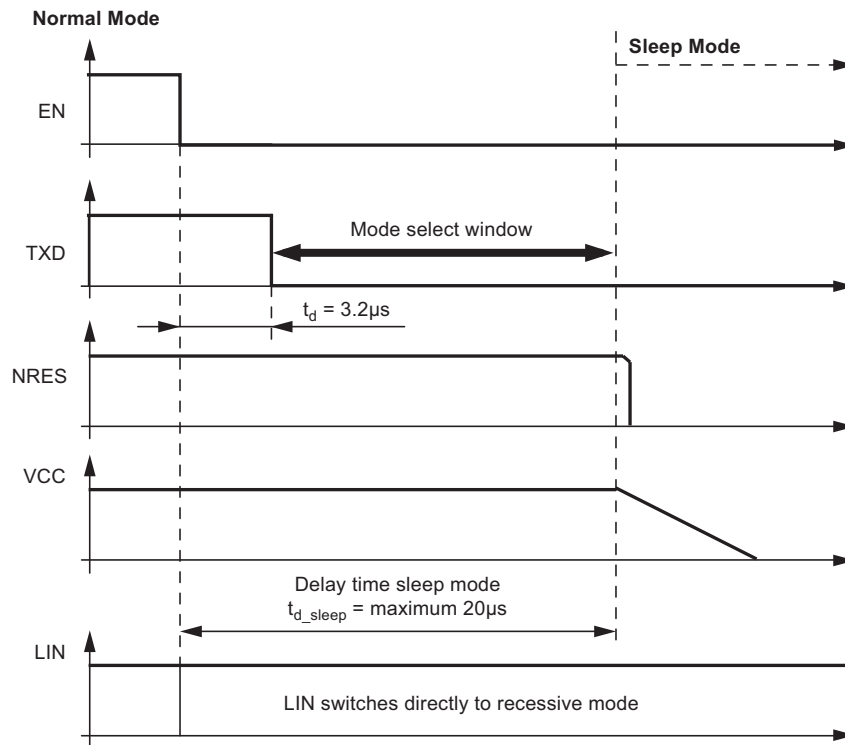 Normal Mode
Sleep Mode
EN
Mode select window
TXD
t_d = 3.2µs
NRES
VCC
Delay time sleep mode
t_d_sleep = maximum 20µs
LIN
LIN switches directly to recessive mode